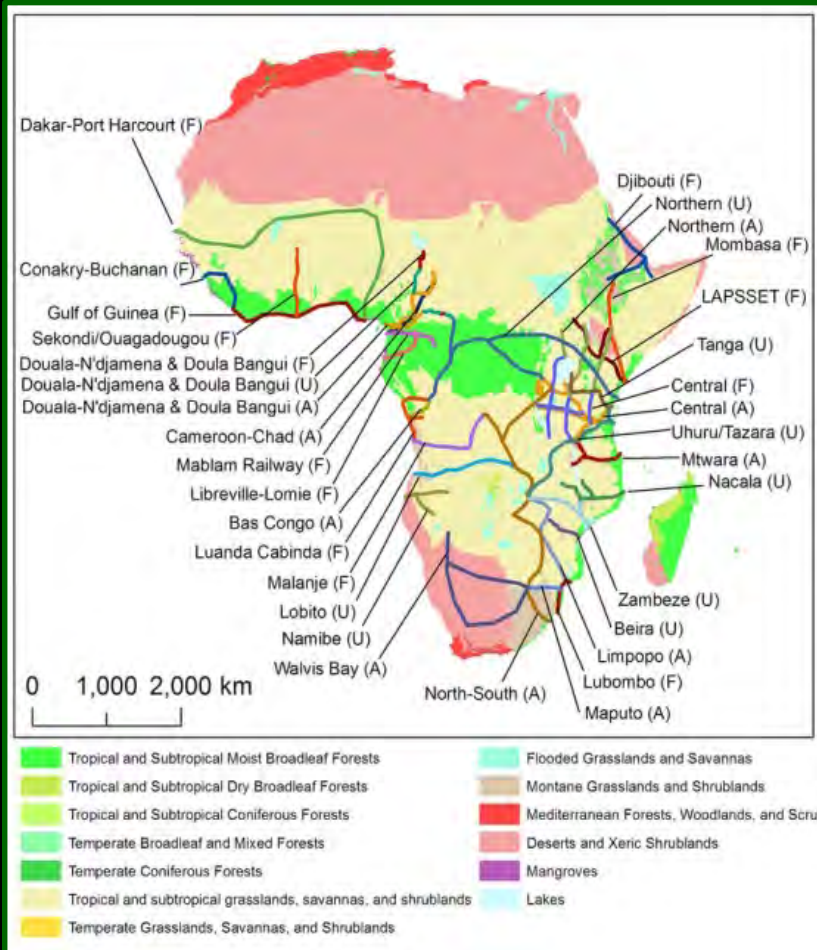 Dakar-Port Harcourt (F)
Conakry-Buchanan (F)
Gulf of Guinea (F)
Sekondi/Ouagadougou (F)
Douala-N'djamena & Doula Bangui (F)
Douala-N'djamena & Doula Bangui (U)
Douala-N'djamena & Doula Bangui (A)
Cameroon-Chad (A)
Mablam Railway (F)
Libreville-Lomie (F)
Bas Congo (A)
Luanda Cabinda (F)
Malanje (F)
Lobito (U)
Namibe (U)
Walvis Bay (A)
North-South (A)
Djibouti (F)
Northern (U)
Northern (A)
Mombasa (F)
LAPSSET (F)
Tanga (U)
Central (F)
Central (A)
Uhuru/Tazara (U)
Mtwara (A)
Nacala (U)
Zambeze (U)
Beira (U)
Limpopo (A)
Lubombo (F)
Maputo (A)
0 1,000 2,000 km
Tropical and Subtropical Moist Broadleaf Forests
Tropical and Subtropical Dry Broadleaf Forests
Tropical and Subtropical Coniferous Forests
Temperate Broadleaf and Mixed Forests
Temperate Coniferous Forests
Tropical and subtropical grasslands, savannas, and shrublands
Temperate Grasslands, Savannas, and Shrublands
Flooded Grasslands and Savannas
Montane Grasslands and Shrublands
Mediterranean Forests, Woodlands, and Scru
Deserts and Xeric Shrublands
Mangroves
Lakes